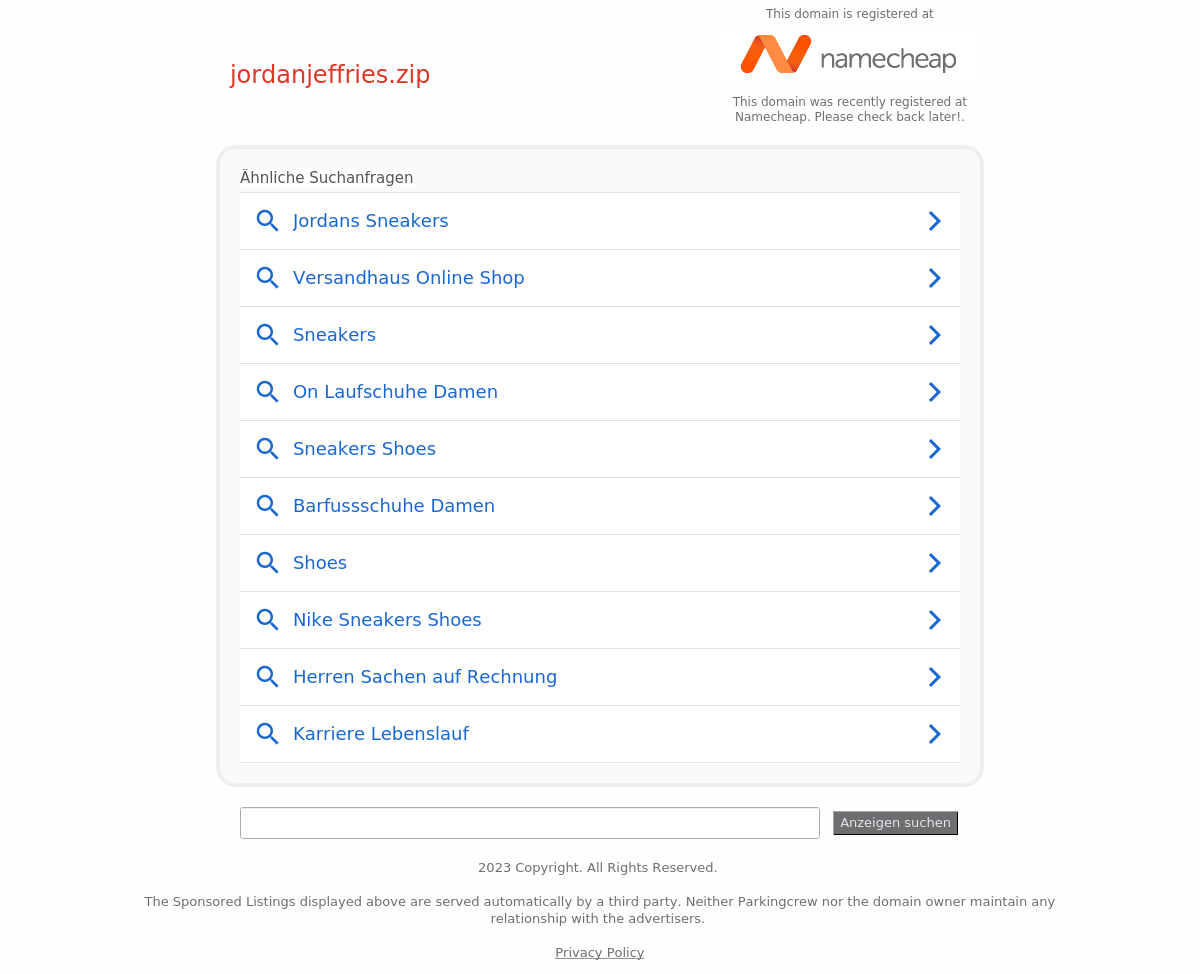 This domain is registered at
namecheap
jordanjeffries.zip
This domain was recently registered at
Namecheap. Please check back later!.
Ähnliche Suchanfragen
Jordans Sneakers
Versandhaus Online Shop
Sneakers
On Laufschuhe Damen
Sneakers Shoes
Barfussschuhe Damen
Shoes
Nike Sneakers Shoes
Herren Sachen auf Rechnung
Karriere Lebenslauf
Anzeigen suchen
2023 Copyright. All Rights Reserved.
The Sponsored Listings displayed above are served automatically by a third party. Neither Parkingcrew nor the domain owner maintain any
relationship with the advertisers.
Privacy Policy